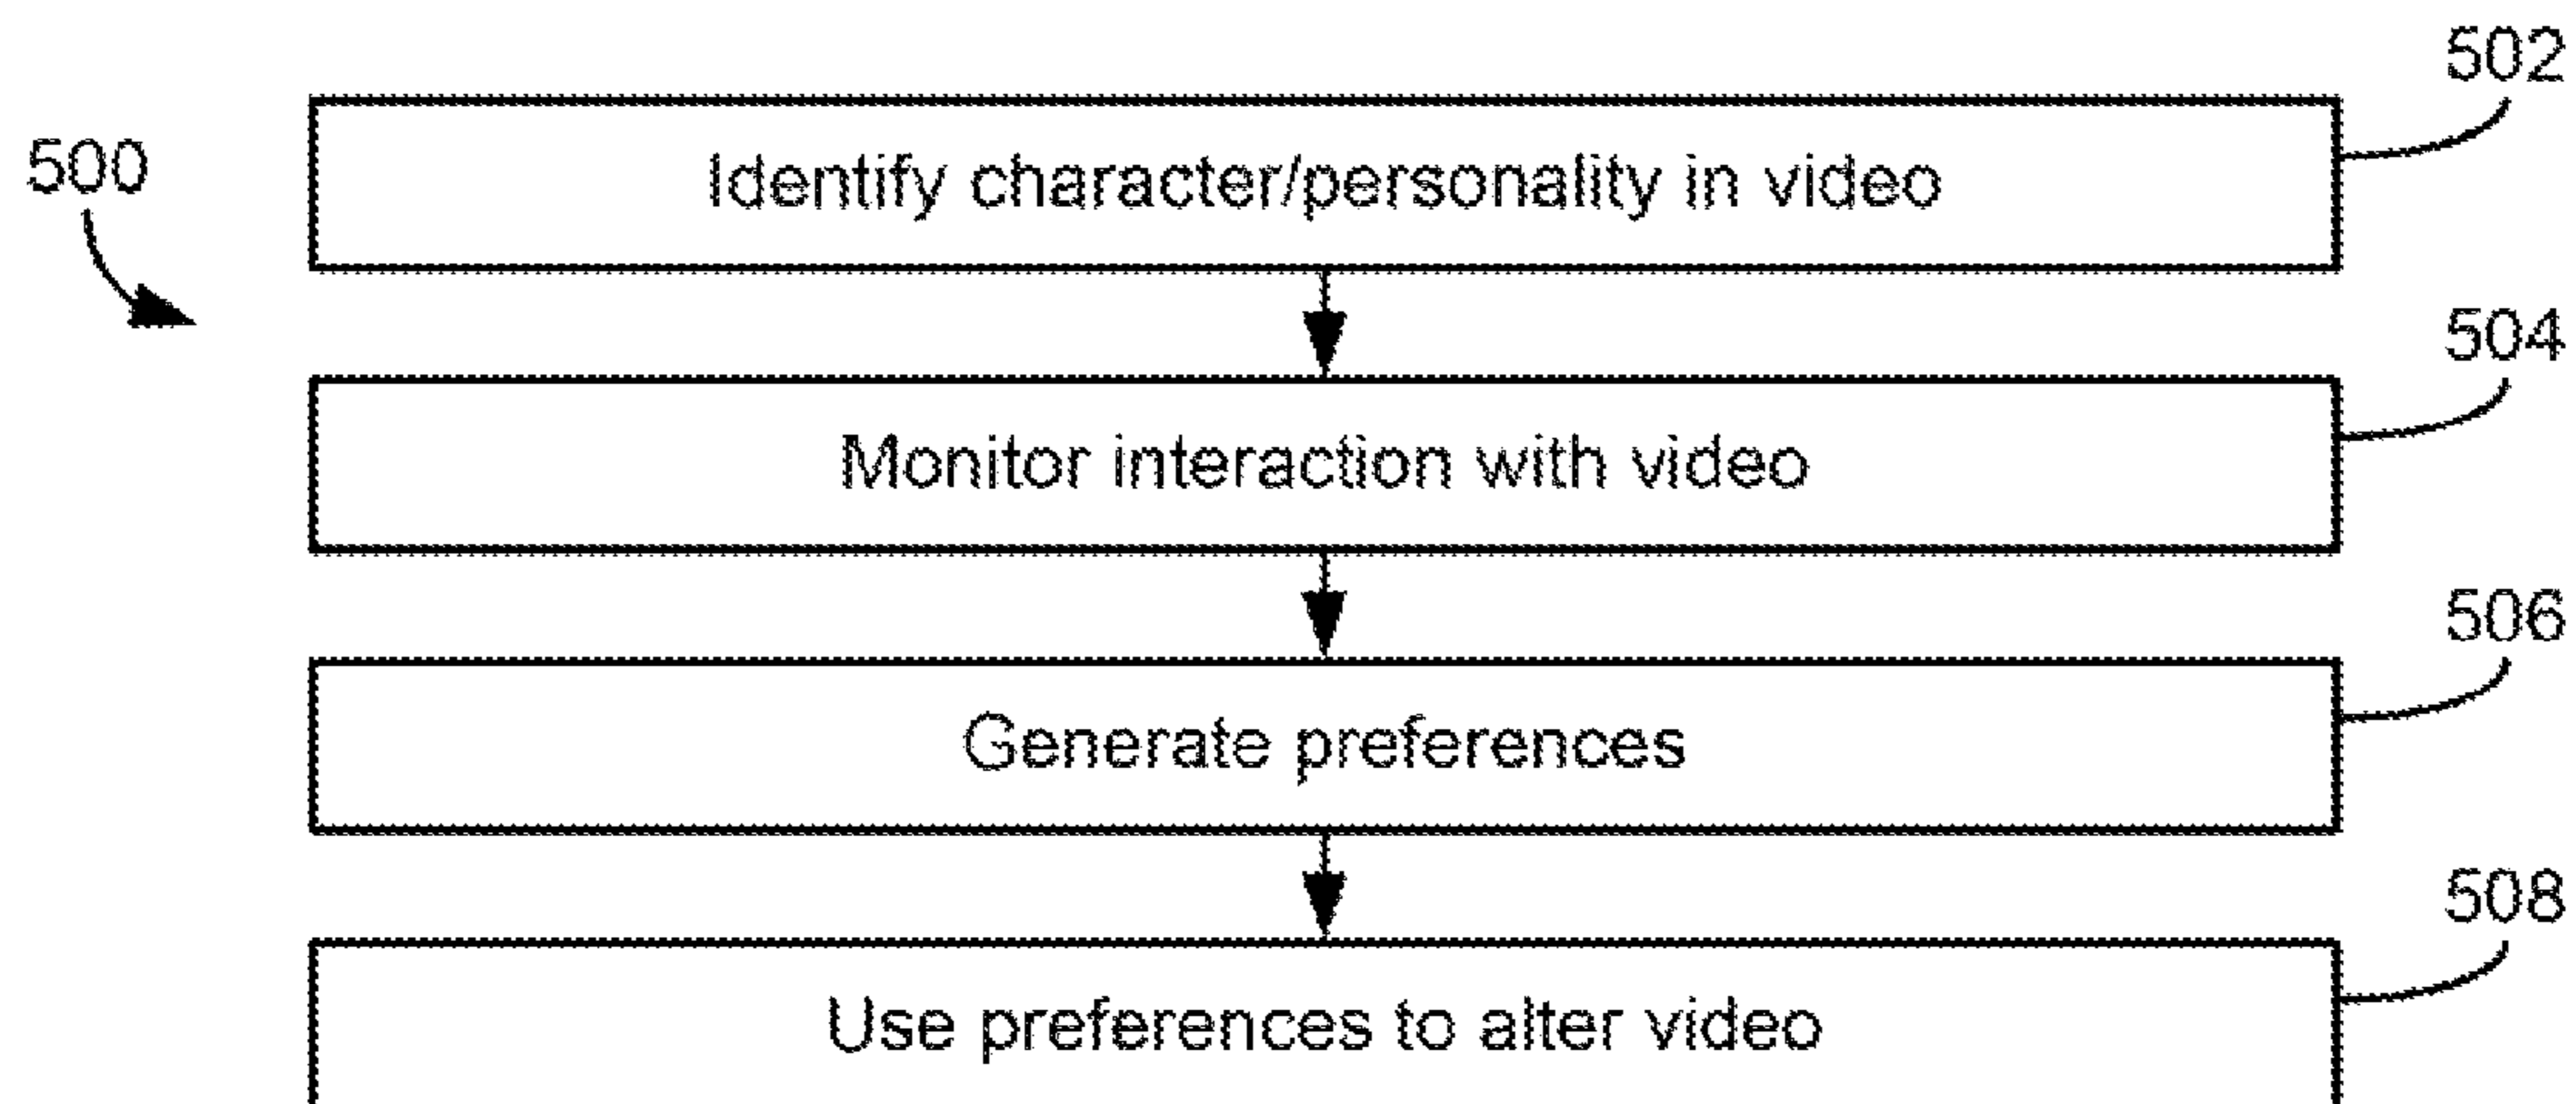 502
500
Identify character/personality in video
504
Monitor interaction with video
506
Generate preferences
508
Use preferences to alter video